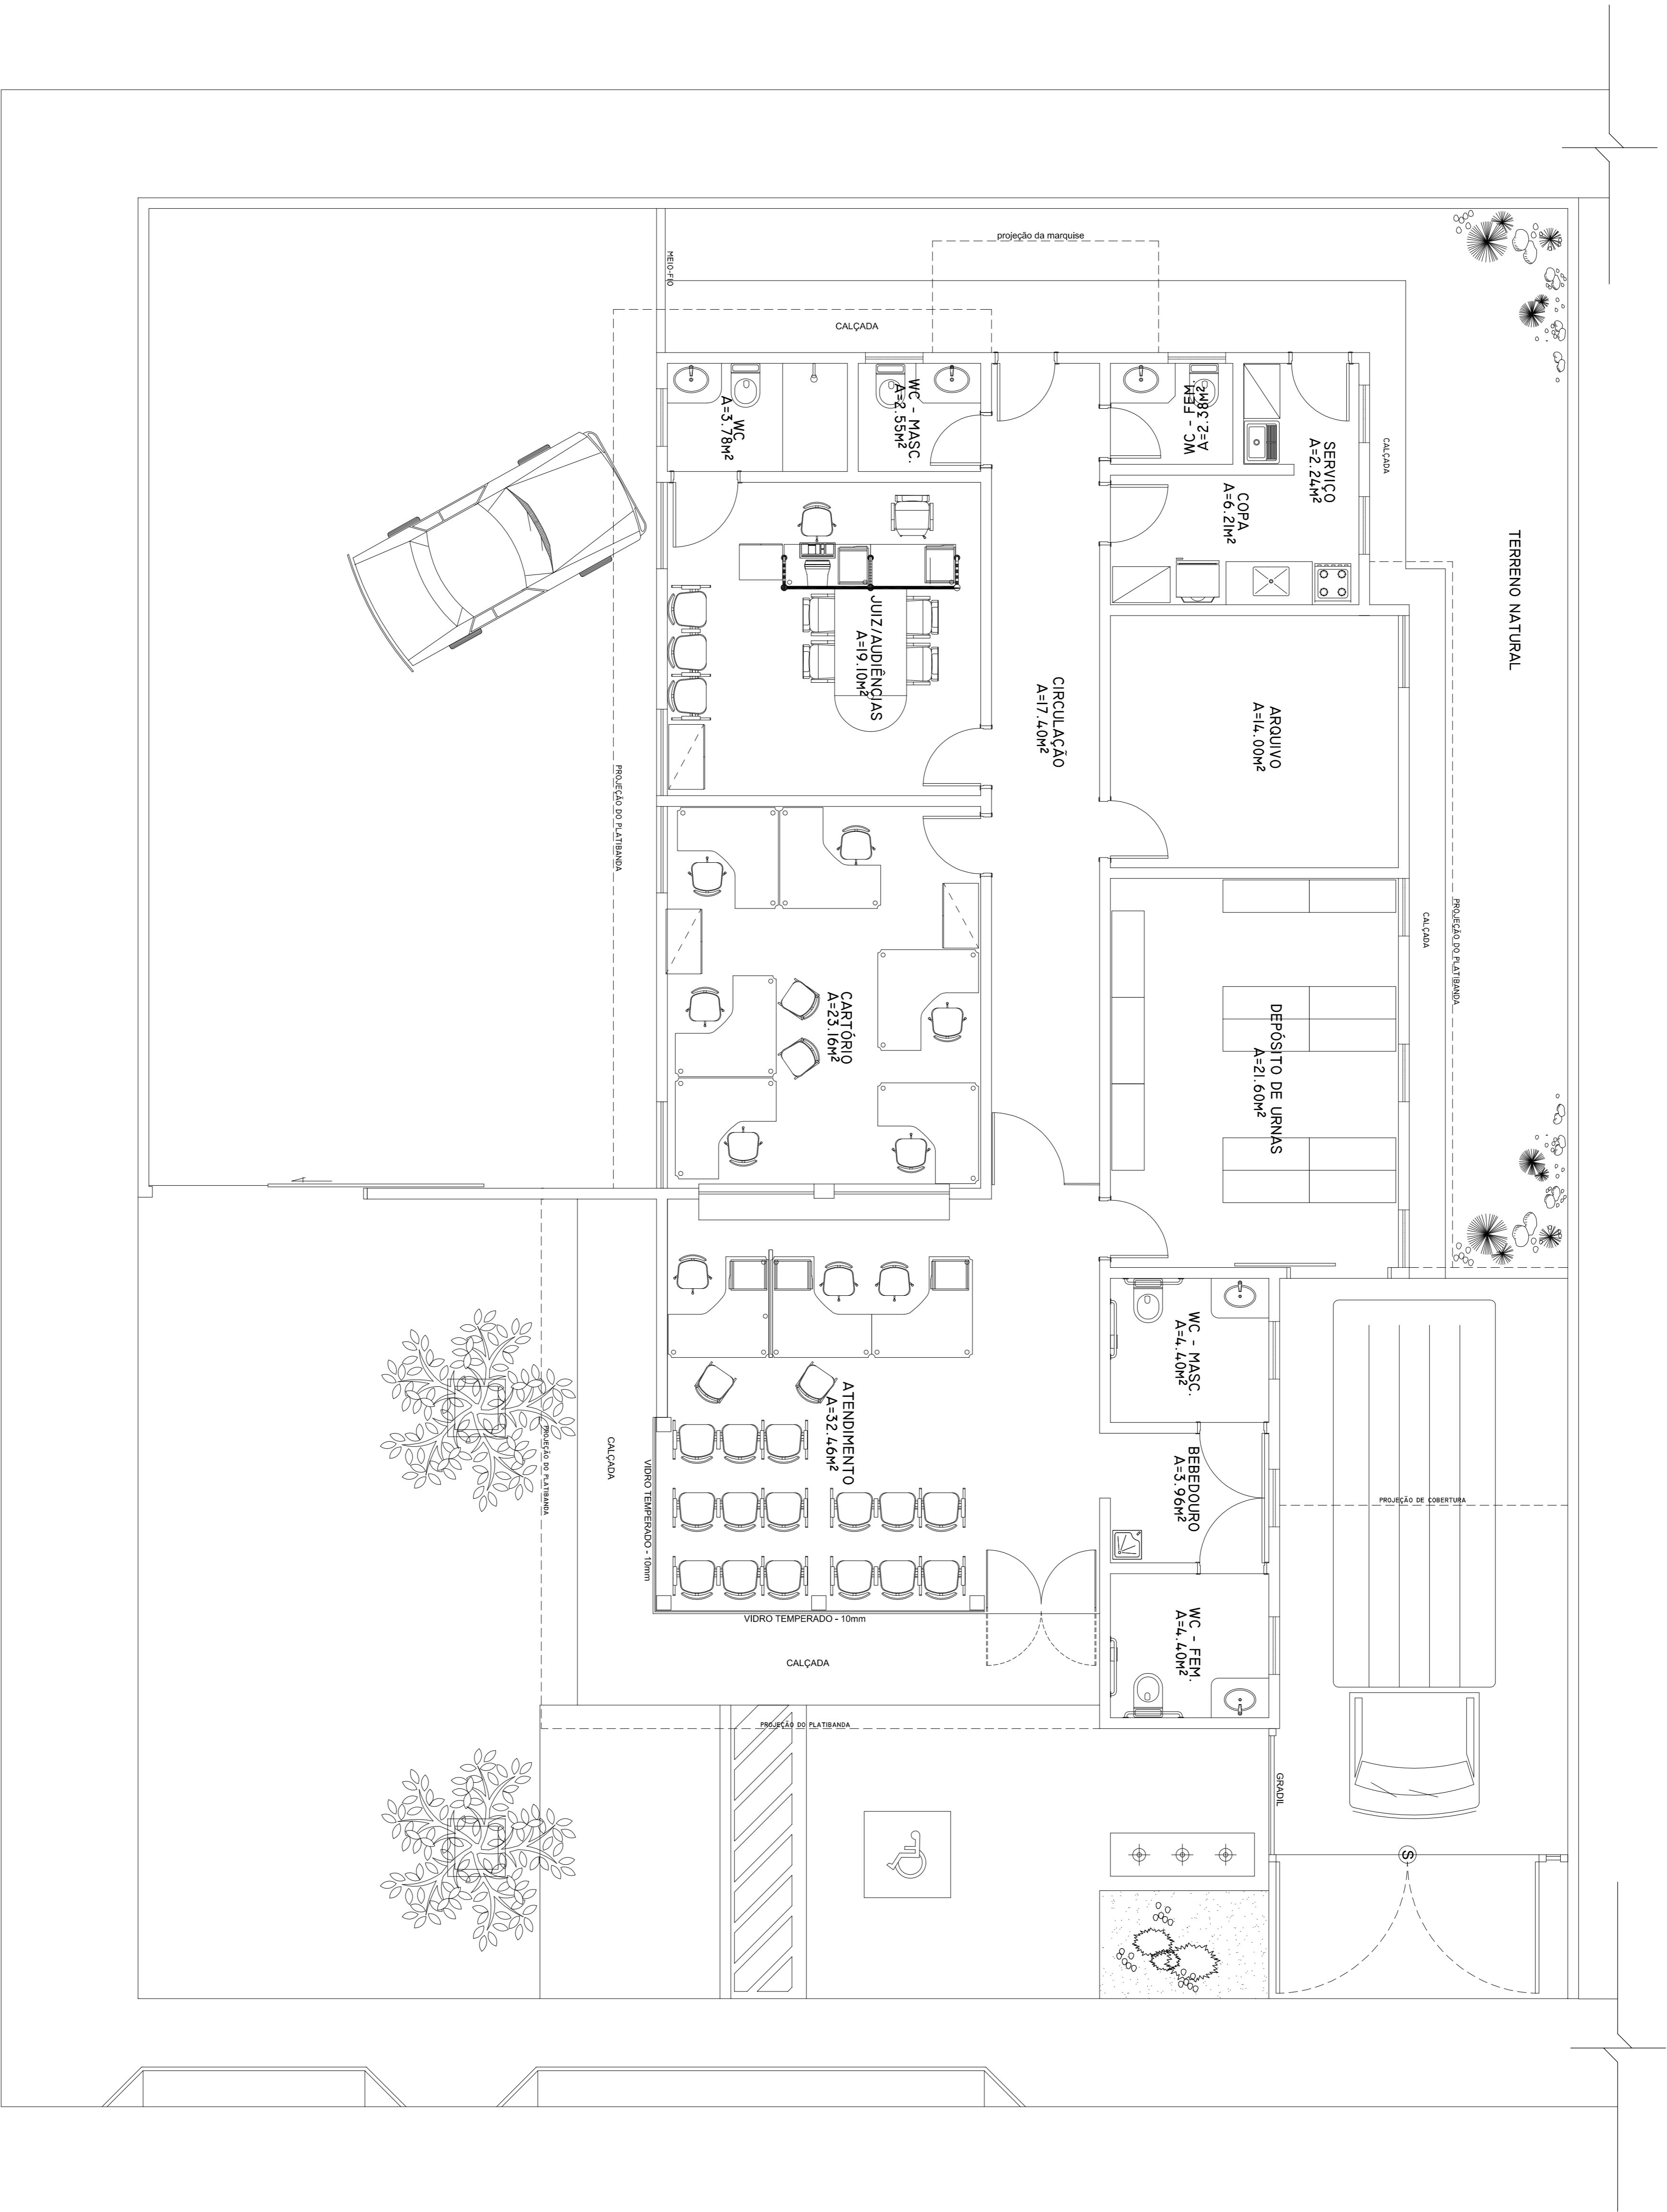 projeção da marquise
MEIO-FIO
CALÇADA
WC
A=3.78M²
WC - MASC.
A=2.55M²
WC - FEM.
A=2.38M²
SERVIÇO
A=2.24M²
CALÇADA
COPA
A=6.21M²
TERRENO NATURAL
JUIZ/AUDIÊNCIAS
A=19.10M²
CIRCULAÇÃO
A=17.40M²
ARQUIVO
A=14.00M²
PROJEÇÃO DO PLATIBANDA
CALÇADA
PROJEÇÃO DO PLATIBANDA
CARTÓRIO
A=23.16M²
DEPÓSITO DE URNAS
A=21.60M²
WC - MASC.
A=4.40M²
ATENDIMENTO
A=32.46M²
PROJEÇÃO DO PLATIBANDA
CALÇADA
VIDRO TEMPERADO - 10mm
BEBEDOURO
A=3.96M²
PROJEÇÃO DE COBERTURA
VIDRO TEMPERADO - 10mm
WC - FEM.
A=4.40M²
CALÇADA
PROJEÇÃO DO PLATIBANDA
GRADIL
S